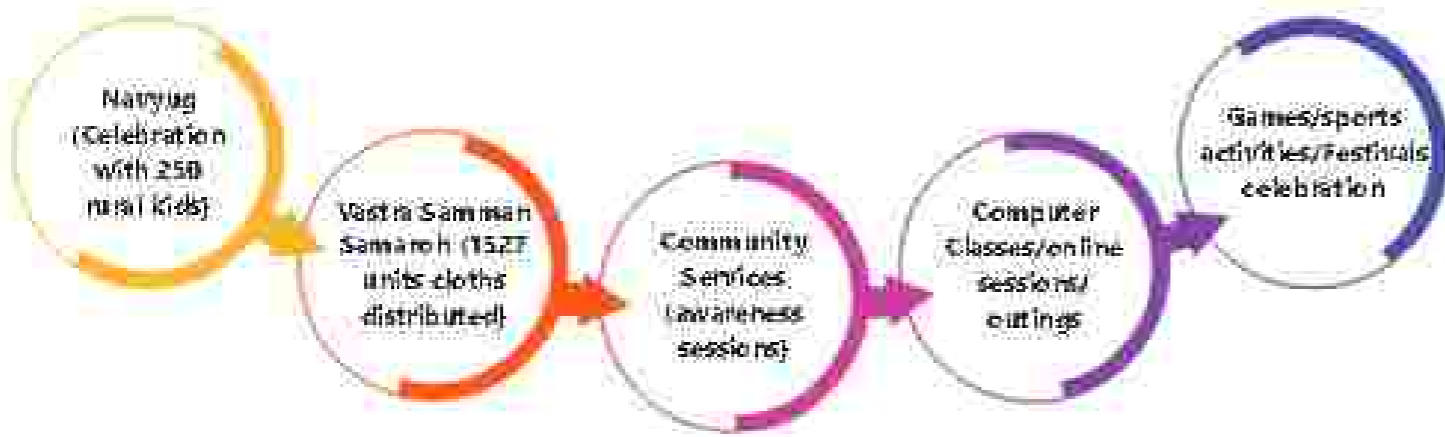 Navyug
(Celebration
with 250
rural kids)
Vastra Samman
Samaroh (1527
units cloths
distributed)
Community
Services
(awareness
sessions)
Computer
Classes/online
sessions/
outings
Games/sports
activities/Festivals
celebration